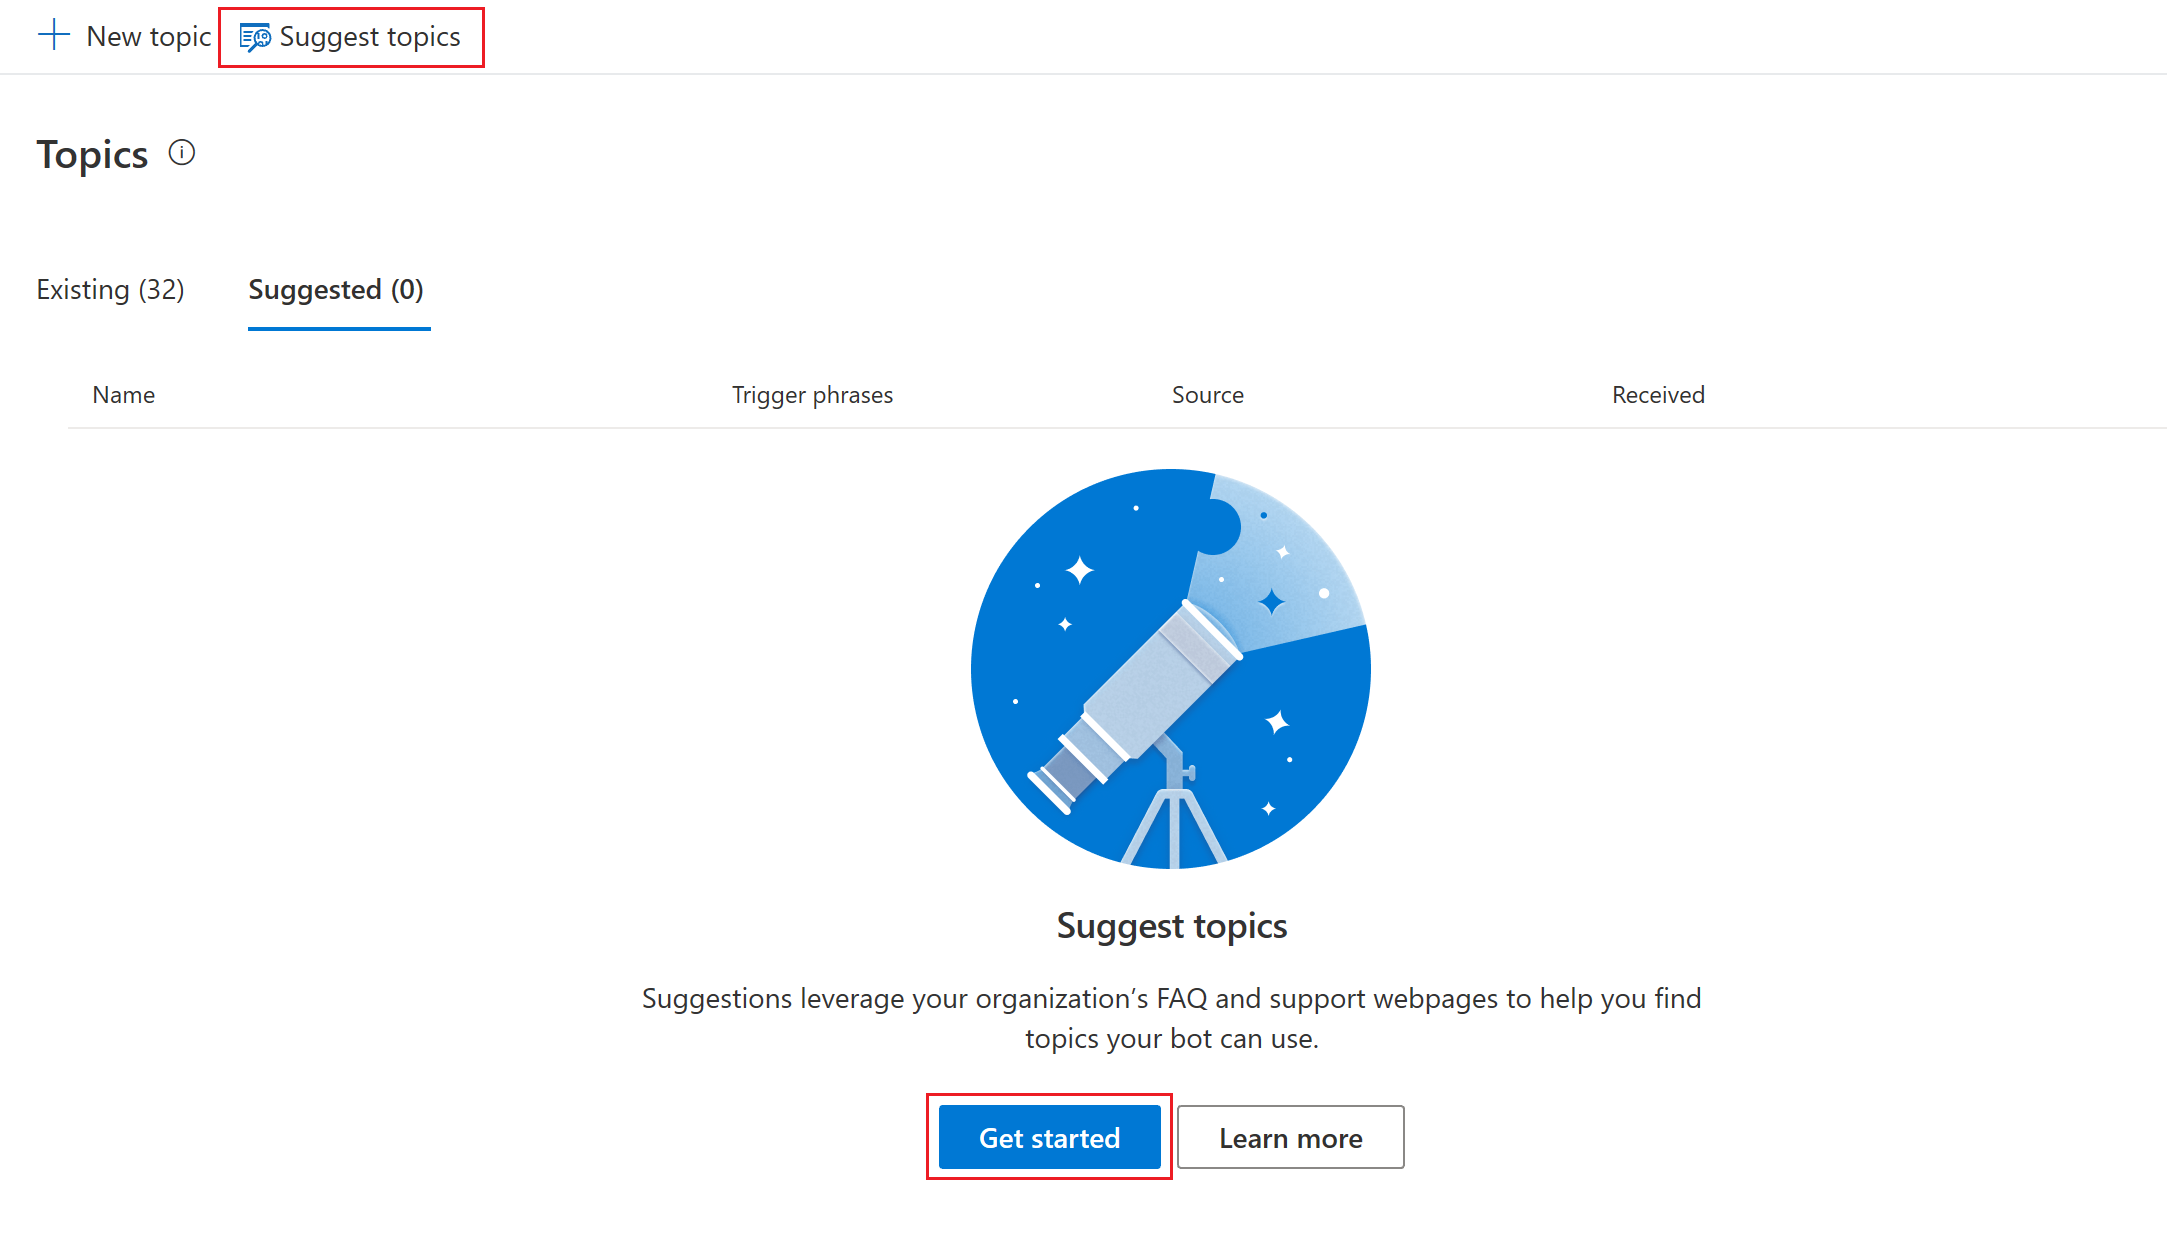 New topic Suggest topics
Topics
Existing (32) Suggested (0)
Name Trigger phrases Source Received
Suggest topics
Suggestions leverage your organization’s FAQ and support webpages to help you find
topics your bot can use.
Get started Learn more